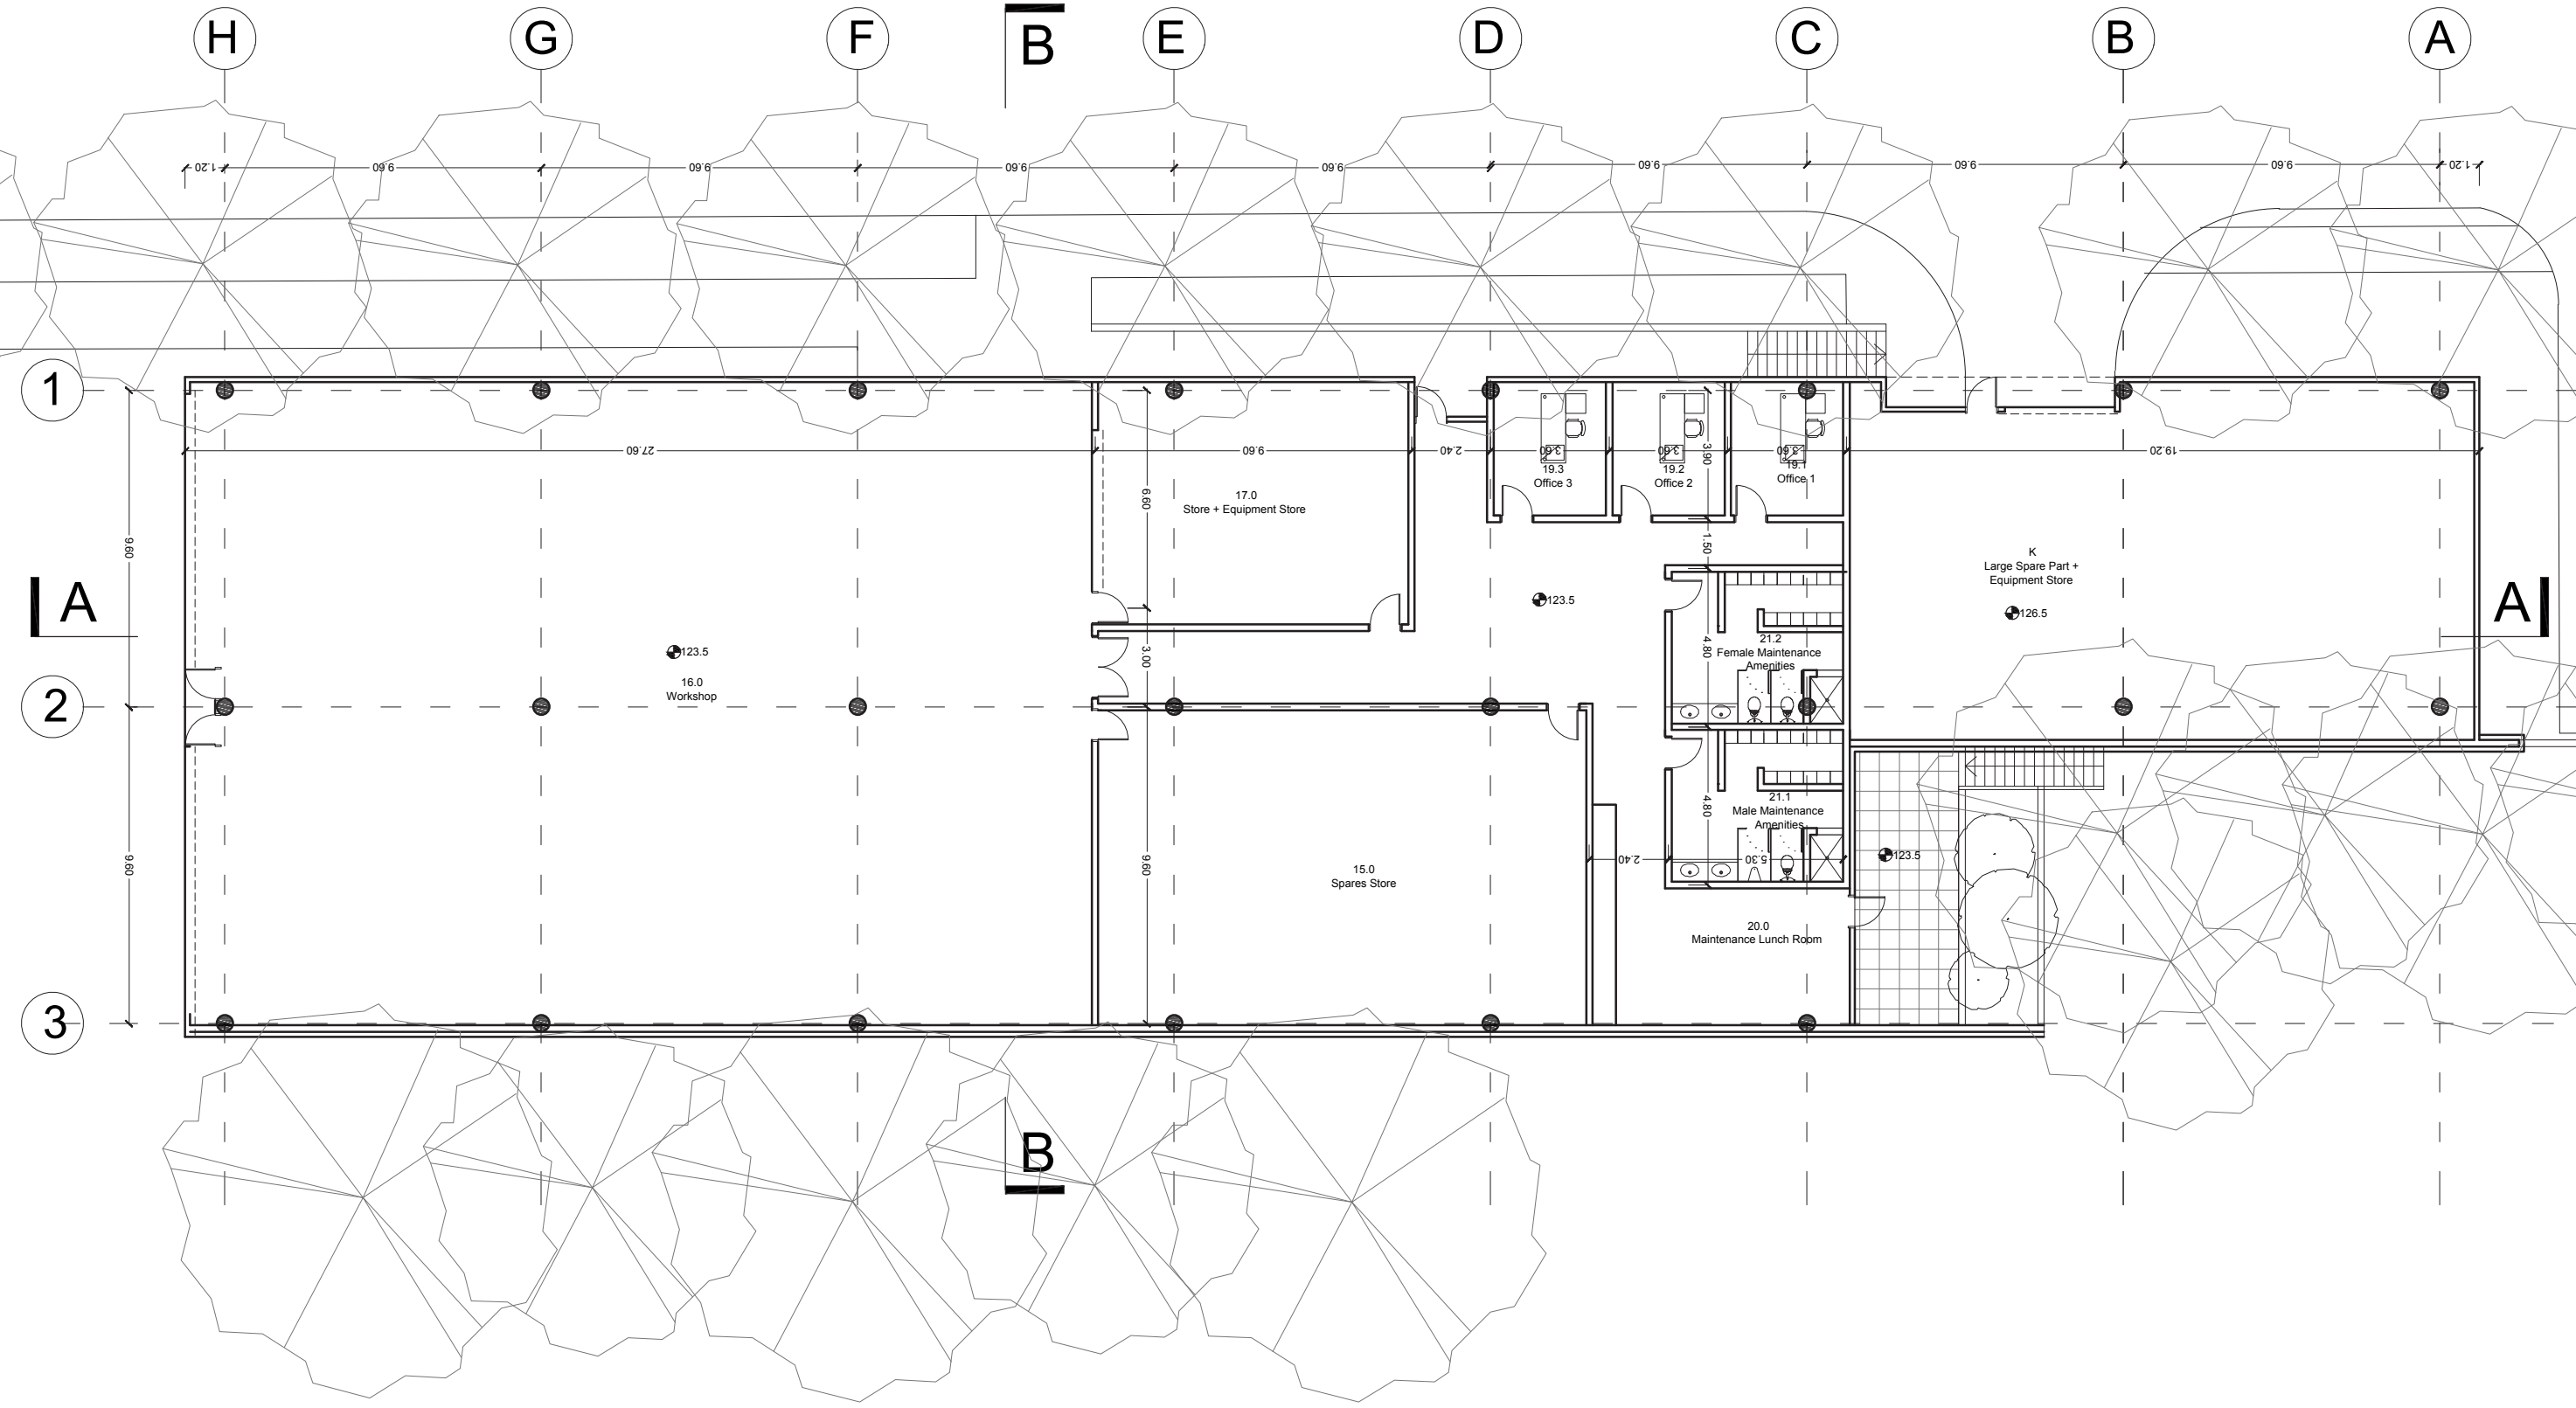 H
G
F
B
E
D
C
B
A
1.20
9.60
9.60
9.60
9.60
9.60
9.60
9.60
1.20
1
27.60
9.60
2.40
3.60
3.60
3.60
19.20
6.60
3.90
19.3
Office 3
19.2
Office 2
19.1
Office 1
17.0
Store + Equipment Store
9.60
1.50
K
Large Spare Part +
Equipment Store
A
123.5
126.5
A
123.5
3.00
4.80
21.2
Female Maintenance
Amenities
16.0
Workshop
2
21.1
Male Maintenance
Amenities
4.80
9.60
9.60
15.0
Spares Store
2.40
5.30
123.5
20.0
Maintenance Lunch Room
3
B